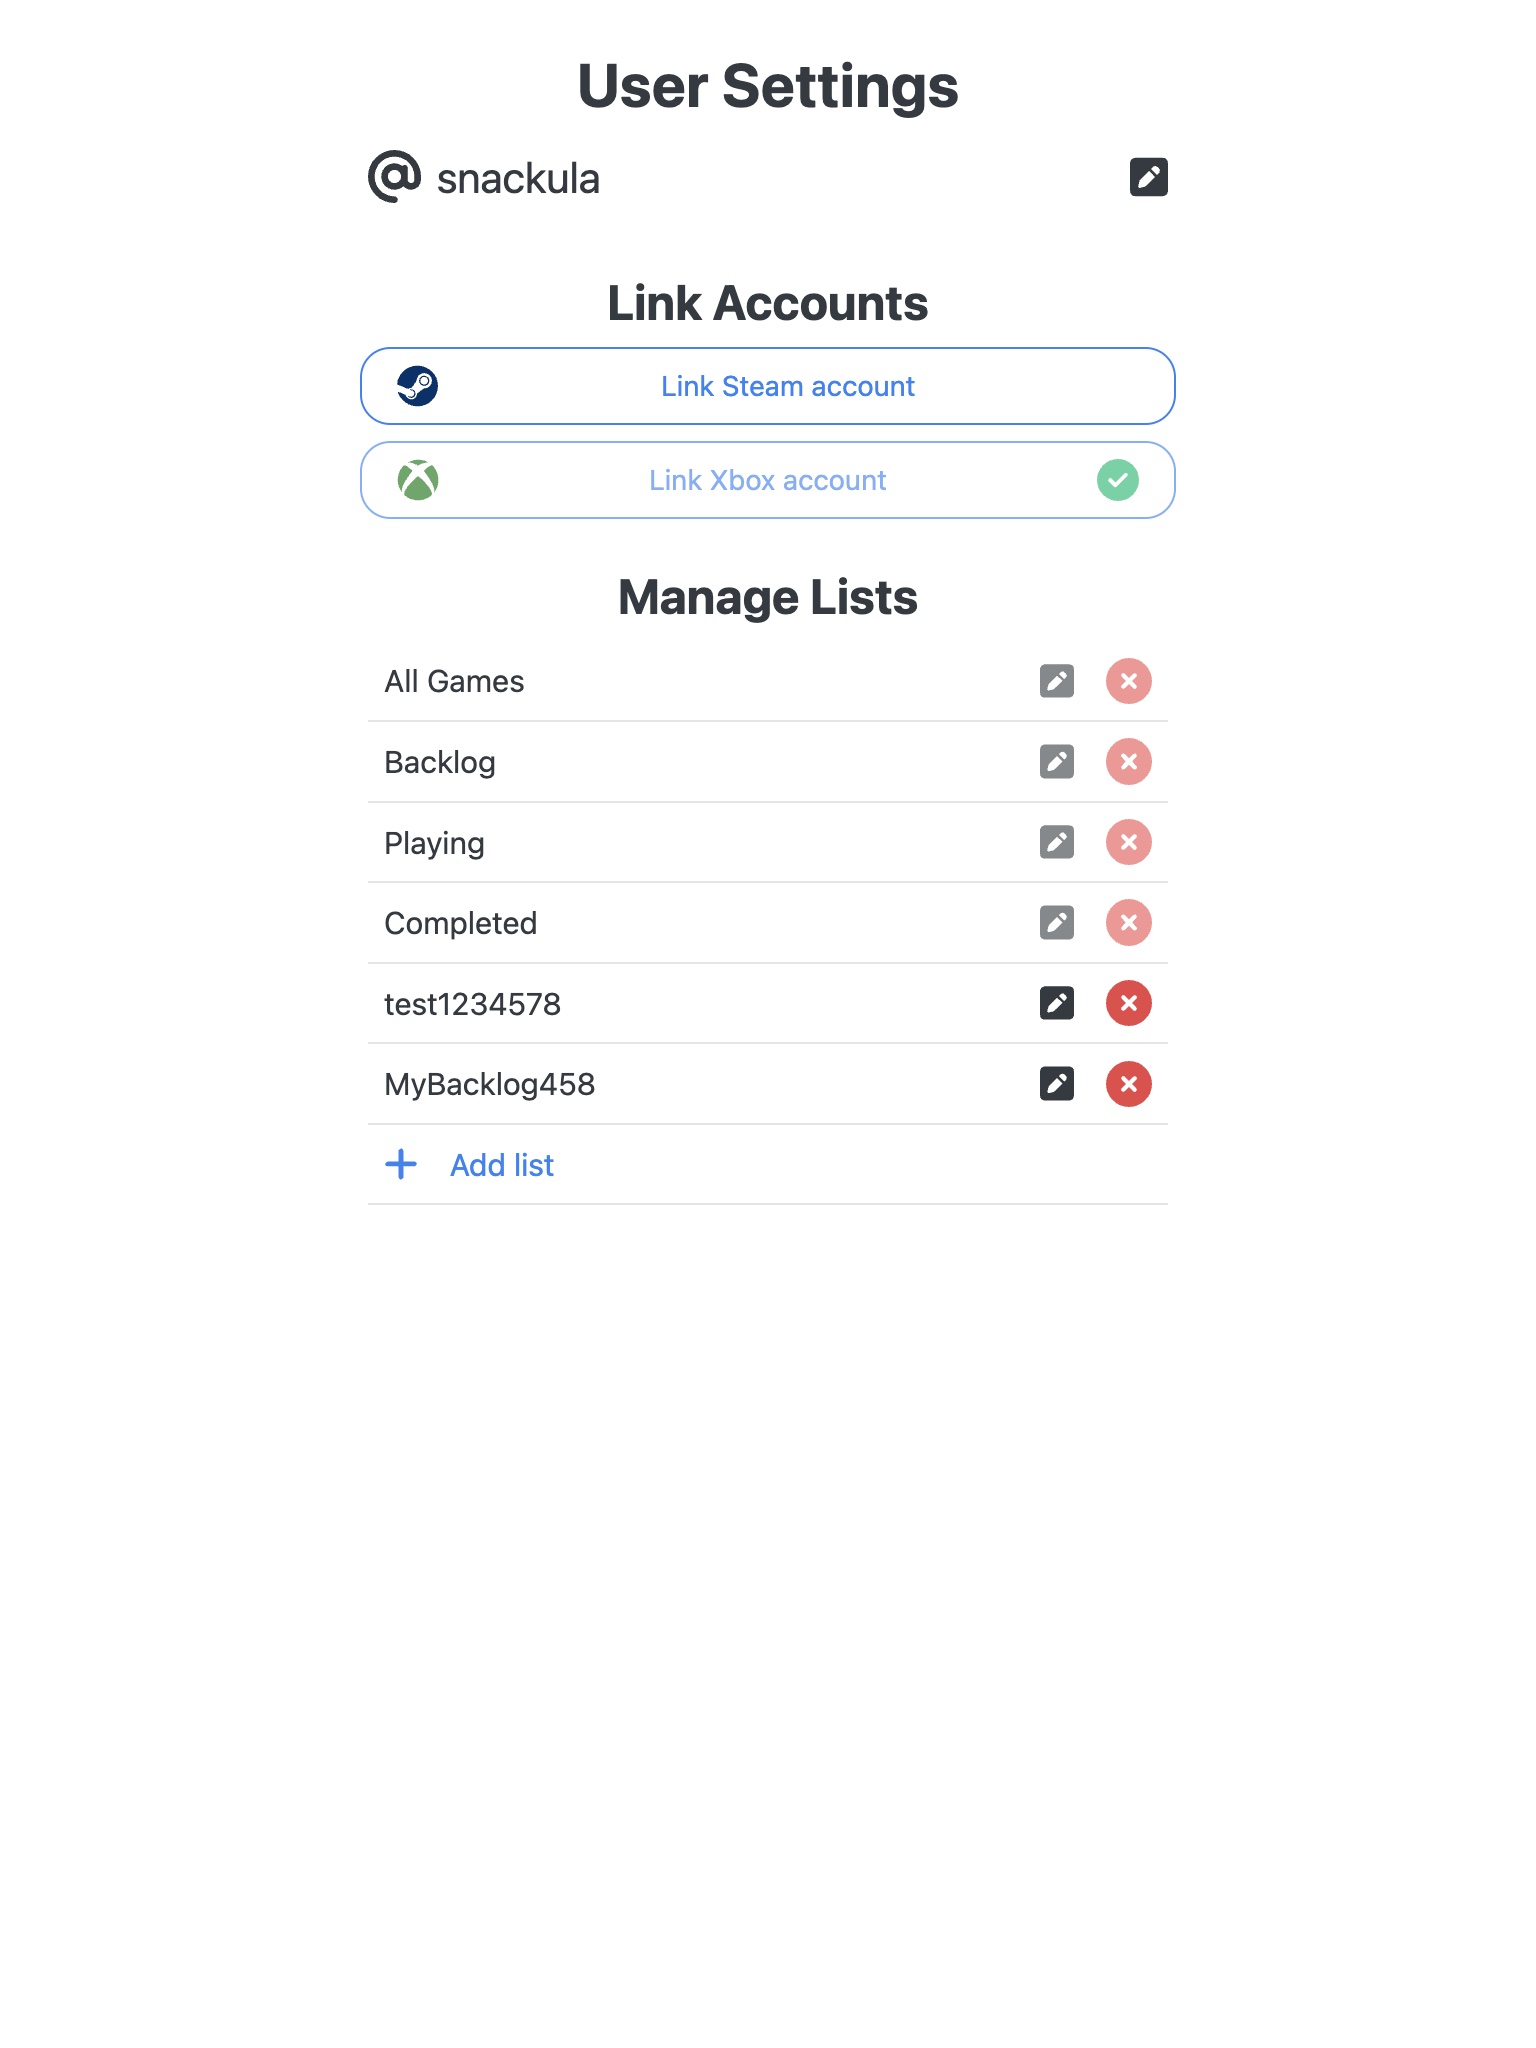 User Settings
@ snackula
Link Accounts
Link Steam account
Link Xbox account
Manage Lists
All Games
Backlog
Playing
Completed
test1234578
MyBacklog458
Add list